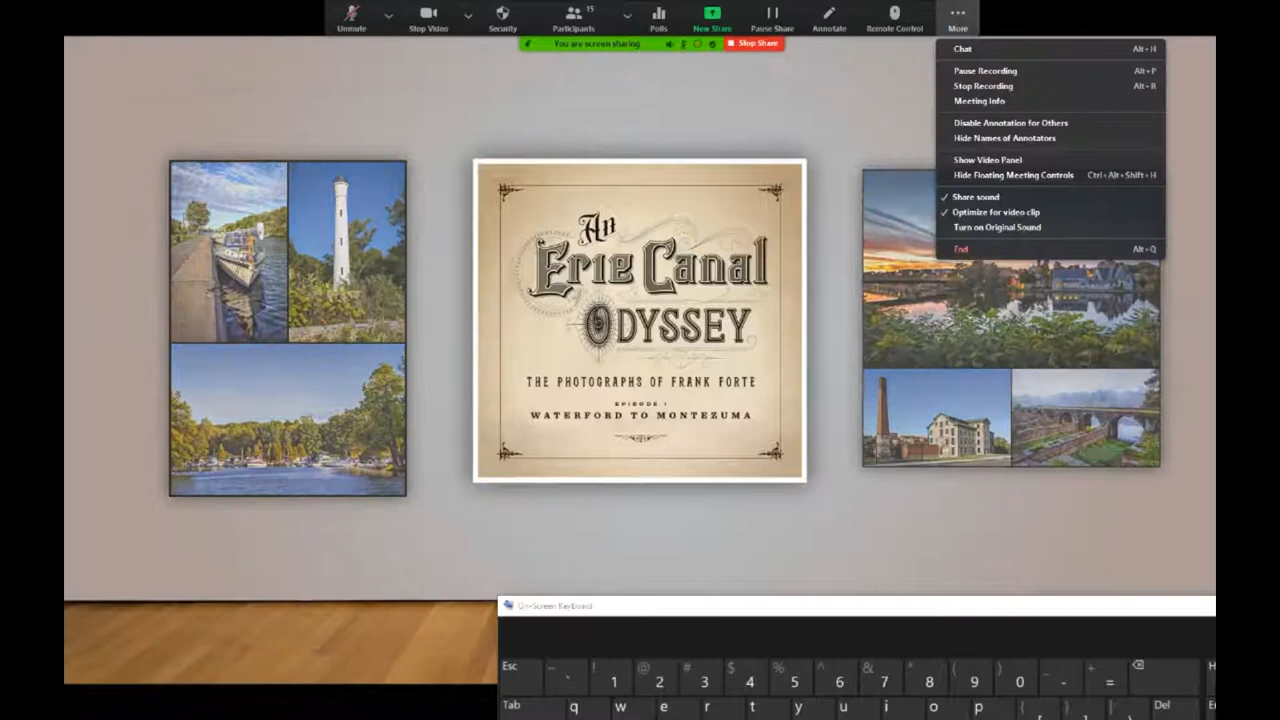 15
Unmute
Stop Video
Security
Participants
Polls
New Share
Pause Share
Annotate
Remote Control
More
You are screen sharing
Stop Share
Chat Alt+H
Pause Recording Alt+P
Stop Recording Alt+R
Meeting Info
Disable Annotation for Others
Hide Names of Annotators
Show Video Panel
Hide Floating Meeting Controls Ctrl+Alt+Shift+H
✓ Share sound
✓ Optimize for video clip
Turn on Original Sound
End Alt+Q
An
Erie Canal
ODYSSEY
THE PHOTOGRAPHS OF FRANK FORTE
EPISODE 1
WATERFORD TO MONTEZUMA
On-Screen Keyboard
Esc ~ ` ! 1 @ 2 # 3 $ 4 % 5 ^ 6 & 7 * 8 ( 9 ) 0 _ - + = H
Tab q w e r t y u i o p { [ } ] | Del